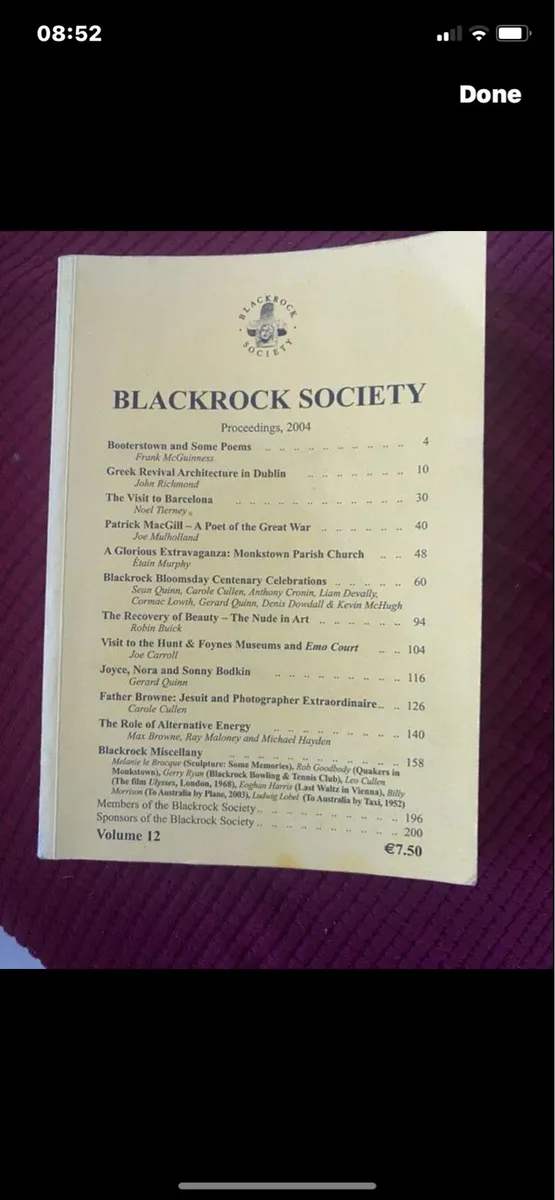 08:52
Done
BLACKROCK
SOCIETY
BLACKROCK SOCIETY
Proceedings, 2004
Booterstown and Some Poems .. .. .. .. .. .. .. .. .. 4
Frank McGuinness
Greek Revival Architecture in Dublin .. .. .. .. .. .. 10
John Richmond
The Visit to Barcelona .. .. .. .. .. .. .. .. .. .. .. 30
Noel Tierney
Patrick MacGill – A Poet of the Great War .. .. .. .. .. 40
Joe Mulholland
A Glorious Extravaganza: Monkstown Parish Church .. .. 48
Étain Murphy
Blackrock Bloomsday Centenary Celebrations .. .. .. .. .. 60
Sean Quinn, Carole Cullen, Anthony Cronin, Liam Devally,
Cormac Lowth, Gerard Quinn, Denis Dowdall & Kevin McHugh
The Recovery of Beauty – The Nude in Art .. .. .. .. .. .. 94
Robin Buick
Visit to the Hunt & Foynes Museums and Emo Court .. .. 104
Joe Carroll
Joyce, Nora and Sonny Bodkin .. .. .. .. .. .. .. .. 116
Gerard Quinn
Father Browne: Jesuit and Photographer Extraordinaire .. .. 126
Carole Cullen
The Role of Alternative Energy .. .. .. .. .. .. .. .. 140
Max Browne, Ray Maloney and Michael Hayden
Blackrock Miscellany .. .. .. .. .. .. .. .. .. .. .. 158
Melanie le Brocque (Sculpture: Some Memories), Rob Goodbody (Quakers in
Monkstown), Gerry Ryan (Blackrock Bowling & Tennis Club), Leo Cullen
(The film Ulysses, London, 1968), Eoghan Harris (Last Waltz in Vienna), Billy
Morrison (To Australia by Plane, 2003), Ludwig Lobel (To Australia by Taxi, 1952)
Members of the Blackrock Society .. .. .. .. .. .. .. .. .. 196
Sponsors of the Blackrock Society .. .. .. .. .. .. .. .. .. 200
Volume 12
€7.50